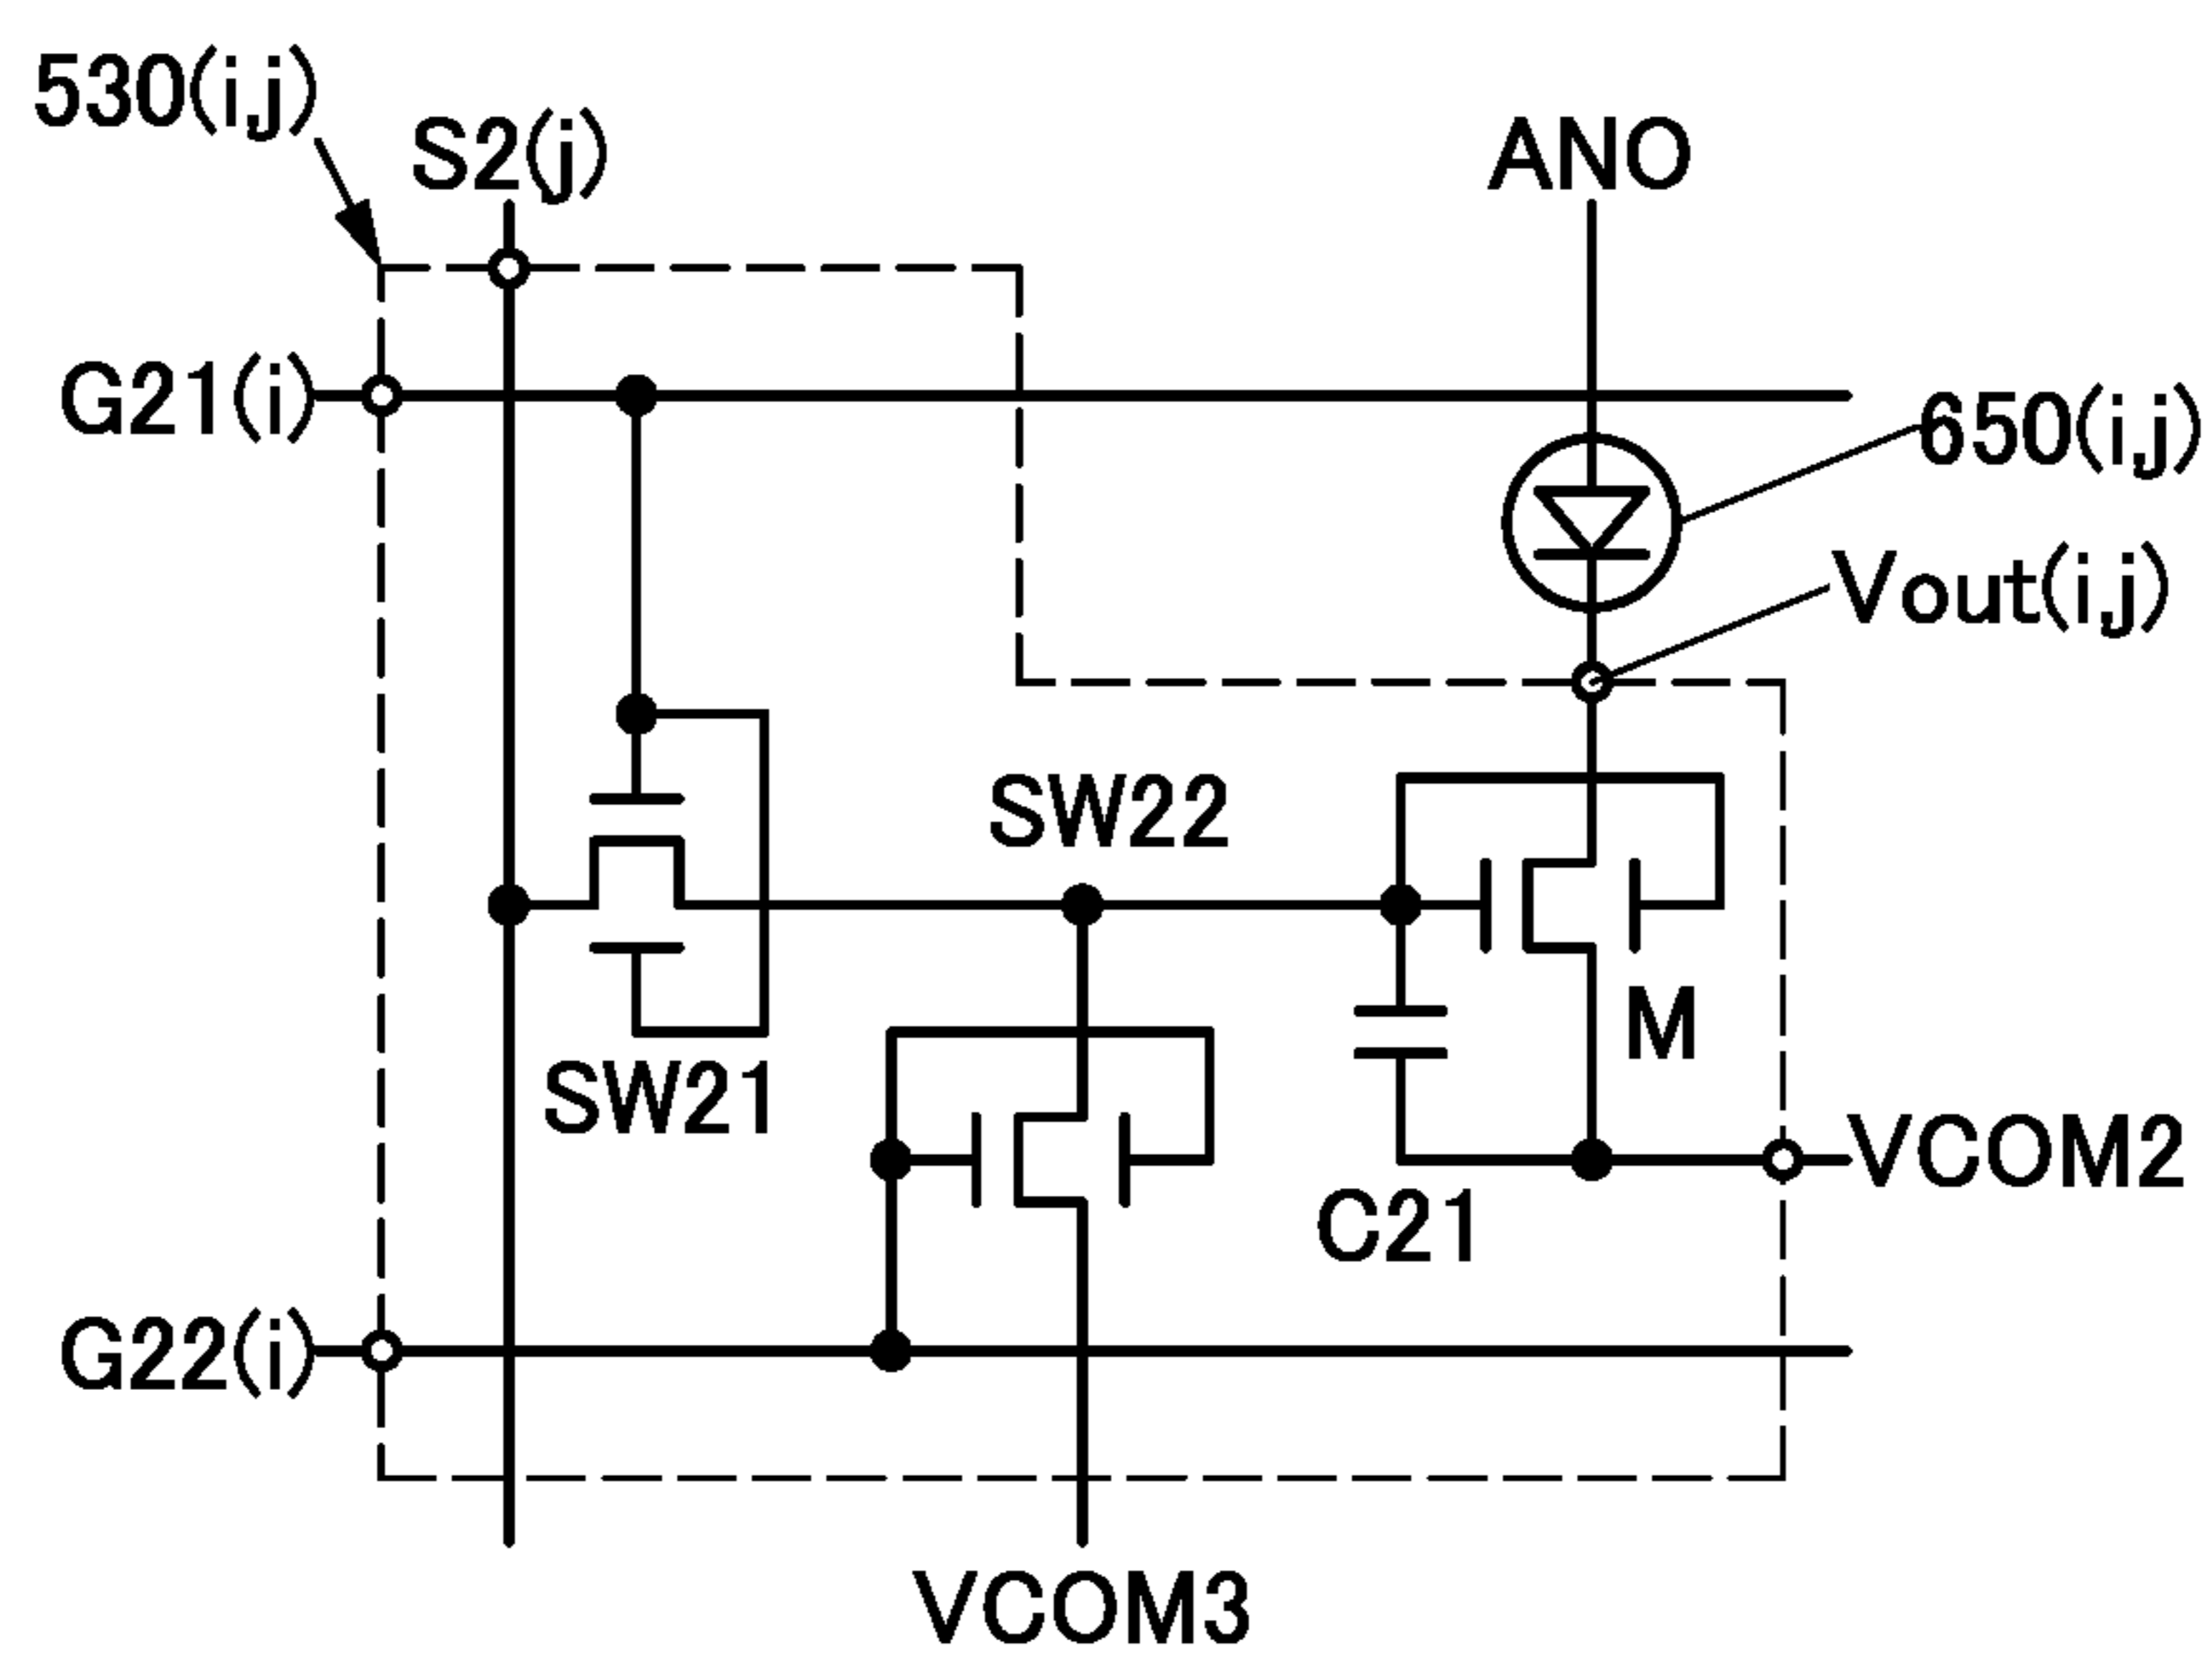 530(i,j)
S2(j)
ANO
G21(i)
650(i,j)
Vout(i,j)
SW22
M
SW21
VCOM2
C21
G22(i)
VCOM3